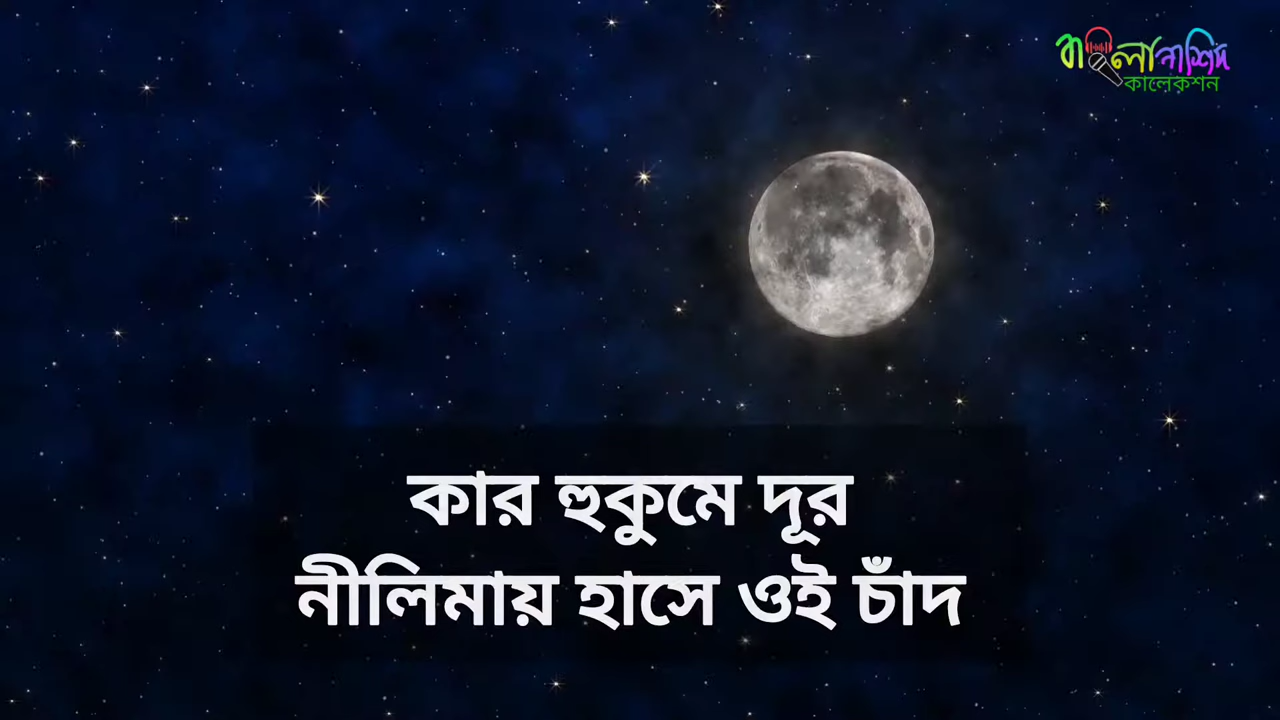 বাংলা নাশিদ
কালেকশন
কার হুকুমে দূর
নীলিমায় হাসে ওই চাঁদ